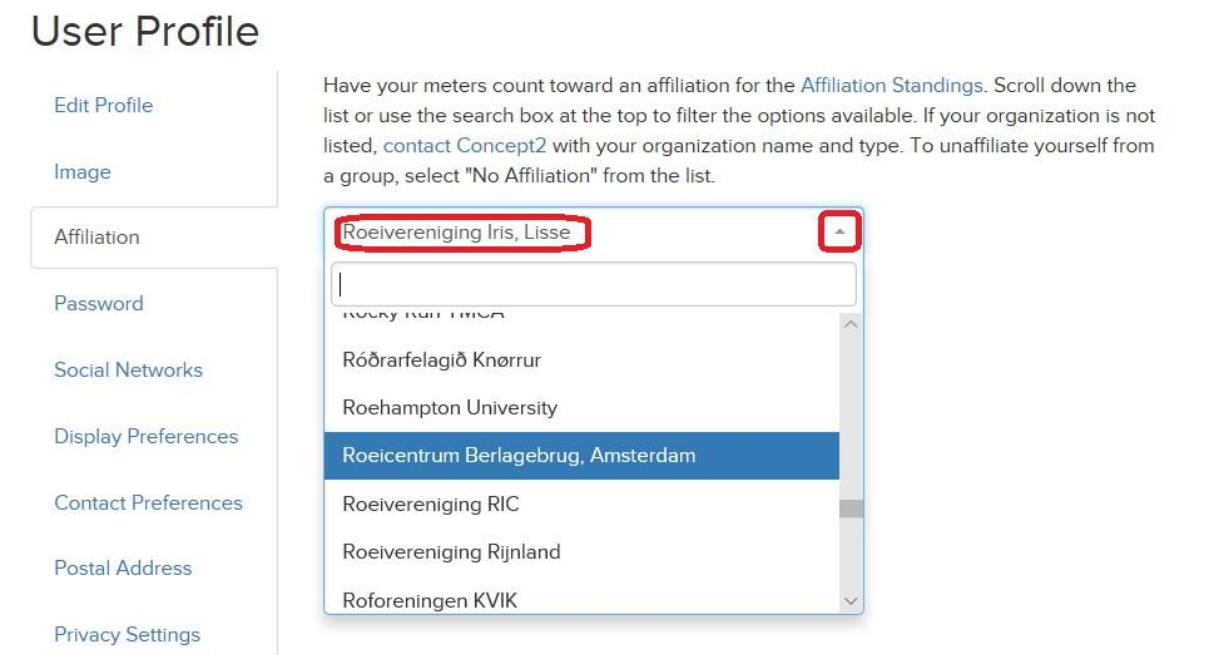 User Profile
Edit Profile
Image
Affiliation
Password
Social Networks
Display Preferences
Contact Preferences
Postal Address
Privacy Settings
Have your meters count toward an affiliation for the Affiliation Standings. Scroll down the
list or use the search box at the top to filter the options available. If your organization is not
listed, contact Concept2 with your organization name and type. To unaffiliate yourself from
a group, select "No Affiliation" from the list.
Roeivereniging Iris, Lisse
Rocky Run YMCA
Róðrarfelagið Knørrur
Roehampton University
Roeicentrum Berlagebrug, Amsterdam
Roeivereniging RIC
Roeivereniging Rijnland
Roforeningen KVIK